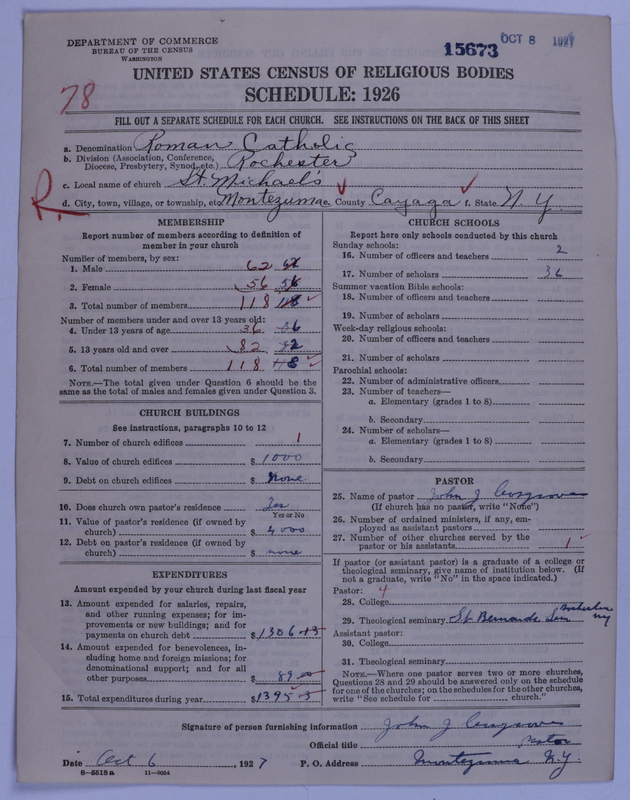 DEPARTMENT OF COMMERCE
BUREAU OF THE CENSUS
WASHINGTON
15673 OCT 8 1927
UNITED STATES CENSUS OF RELIGIOUS BODIES
SCHEDULE: 1926
78
FILL OUT A SEPARATE SCHEDULE FOR EACH CHURCH. SEE INSTRUCTIONS ON THE BACK OF THIS SHEET
a. Denomination Roman Catholic
b. Division (Association, Conference, Diocese, Presbytery, Synod, etc.) Rochester
c. Local name of church St. Michael's
R
d. City, town, village, or township, etc. Montezuma e. County Cayaga f. State N. Y.
MEMBERSHIP
Report number of members according to definition of
member in your church
Number of members, by sex:
1. Male 62 62
2. Female 56 56
3. Total number of members 118 118
Number of members under and over 13 years old:
4. Under 13 years of age 36 36
5. 13 years old and over 82 82
6. Total number of members 118 118
NOTE.—The total given under Question 6 should be the
same as the total of males and females given under Question 3.
CHURCH BUILDINGS
See instructions, paragraphs 10 to 12
7. Number of church edifices 1
8. Value of church edifices $ 1000
9. Debt on church edifices $ None
10. Does church own pastor's residence Yes
Yes or No
11. Value of pastor's residence (if owned by
church) $ 4000
12. Debt on pastor's residence (if owned by
church) $ none
EXPENDITURES
Amount expended by your church during last fiscal year
13. Amount expended for salaries, repairs,
and other running expenses; for im-
provements or new buildings; and for
payments on church debt $ 1306
14. Amount expended for benevolences, in-
cluding home and foreign missions; for
denominational support; and for all
other purposes 89
15. Total expenditures during year $ 1395
CHURCH SCHOOLS
Report here only schools conducted by this church
Sunday schools:
16. Number of officers and teachers 2
17. Number of scholars 36
Summer vacation Bible schools:
18. Number of officers and teachers
19. Number of scholars
Week-day religious schools:
20. Number of officers and teachers
21. Number of scholars
Parochial schools:
22. Number of administrative officers
23. Number of teachers—
a. Elementary (grades 1 to 8)
b. Secondary
24. Number of scholars—
a. Elementary (grades 1 to 8)
b. Secondary
PASTOR
25. Name of pastor John J Cosgrove
(If church has no pastor, write "None")
26. Number of ordained ministers, if any, em-
ployed as assistant pastors
27. Number of other churches served by the
pastor or his assistants 1
If pastor (or assistant pastor) is a graduate of a college or
theological seminary, give name of institution below. (If
not a graduate, write "No" in the space indicated.)
Pastor: 4
28. College
29. Theological seminary St Bernards Sem Rochester NY
Assistant pastor:
30. College
31. Theological seminary
NOTE.—Where one pastor serves two or more churches,
Questions 28 and 29 should be answered only on the schedule
for one of the churches; on the schedules for the other churches,
write "See schedule for church."
Signature of person furnishing information John J Cosgrove
Official title Pastor
Date Oct 6, 1927 P. O. Address Montezuma N.Y.
8-5518a 11-9054